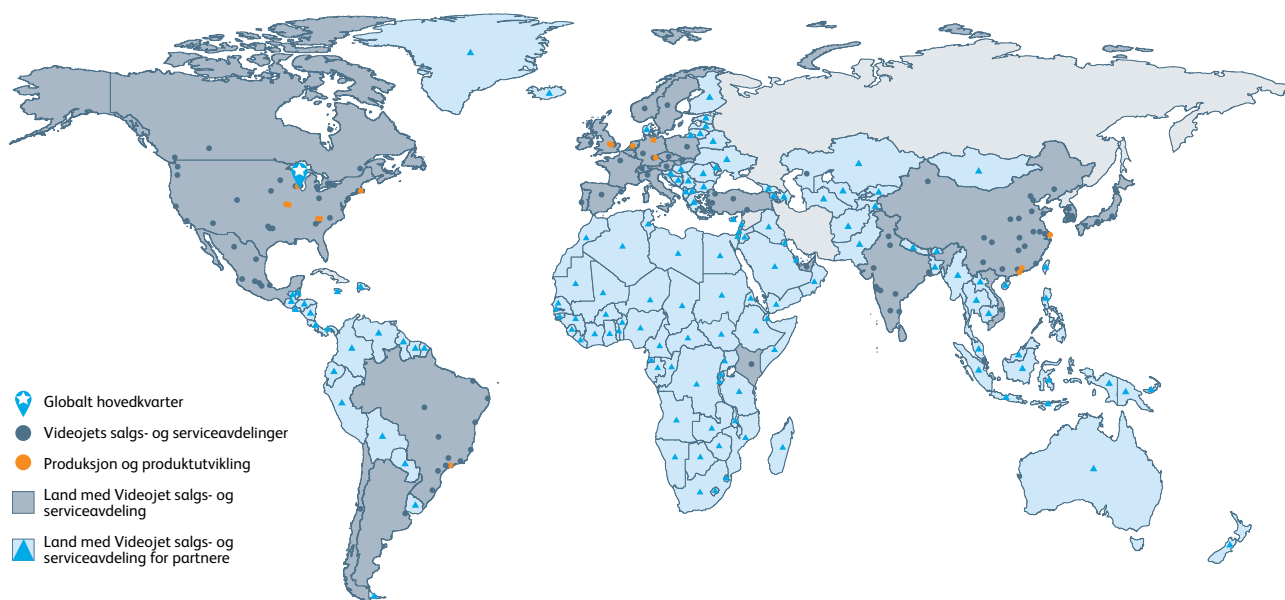 Globalt hovedkvarter
Videojets salgs- og serviceavdelinger
Produksjon og produktutvikling
Land med Videojet salgs- og
serviceavdeling
Land med Videojet salgs- og
serviceavdeling for partnere